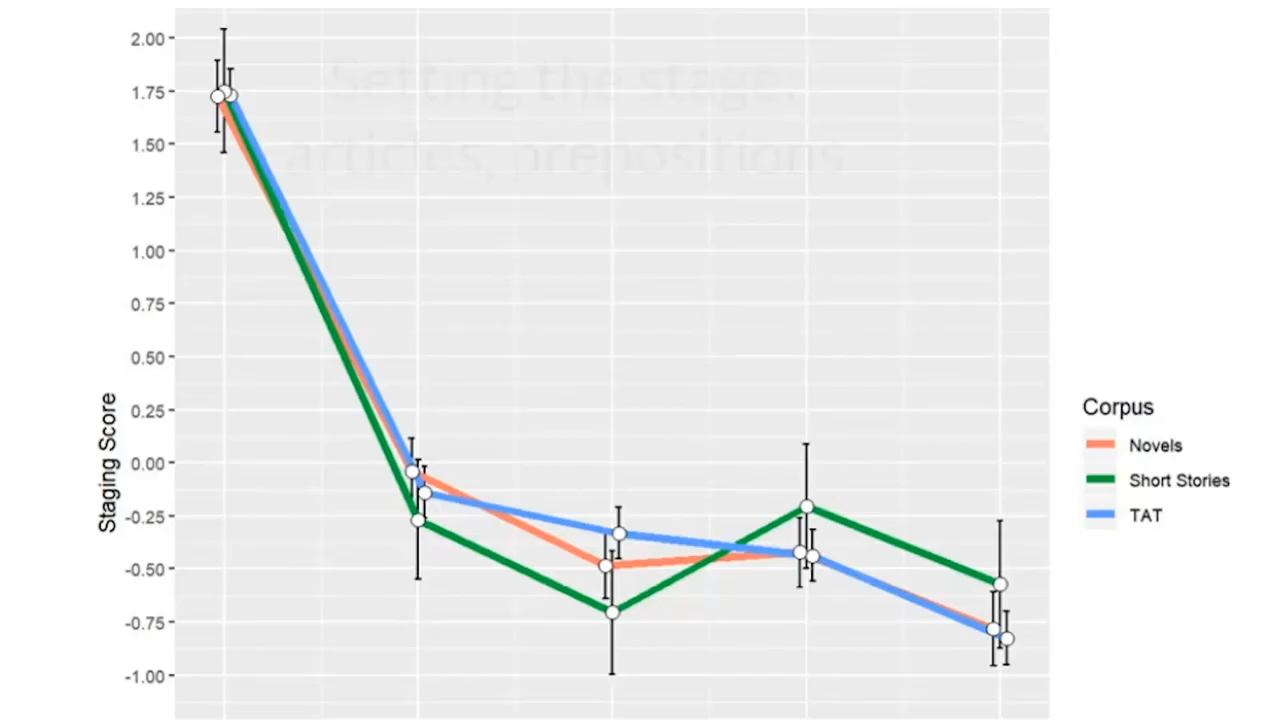 Setting the stage;
articles, prepositions
2.00
1.75
1.50
1.25
1.00
0.75
0.50
0.25
0.00
-0.25
-0.50
-0.75
-1.00
Staging Score
Corpus
Novels
Short Stories
TAT